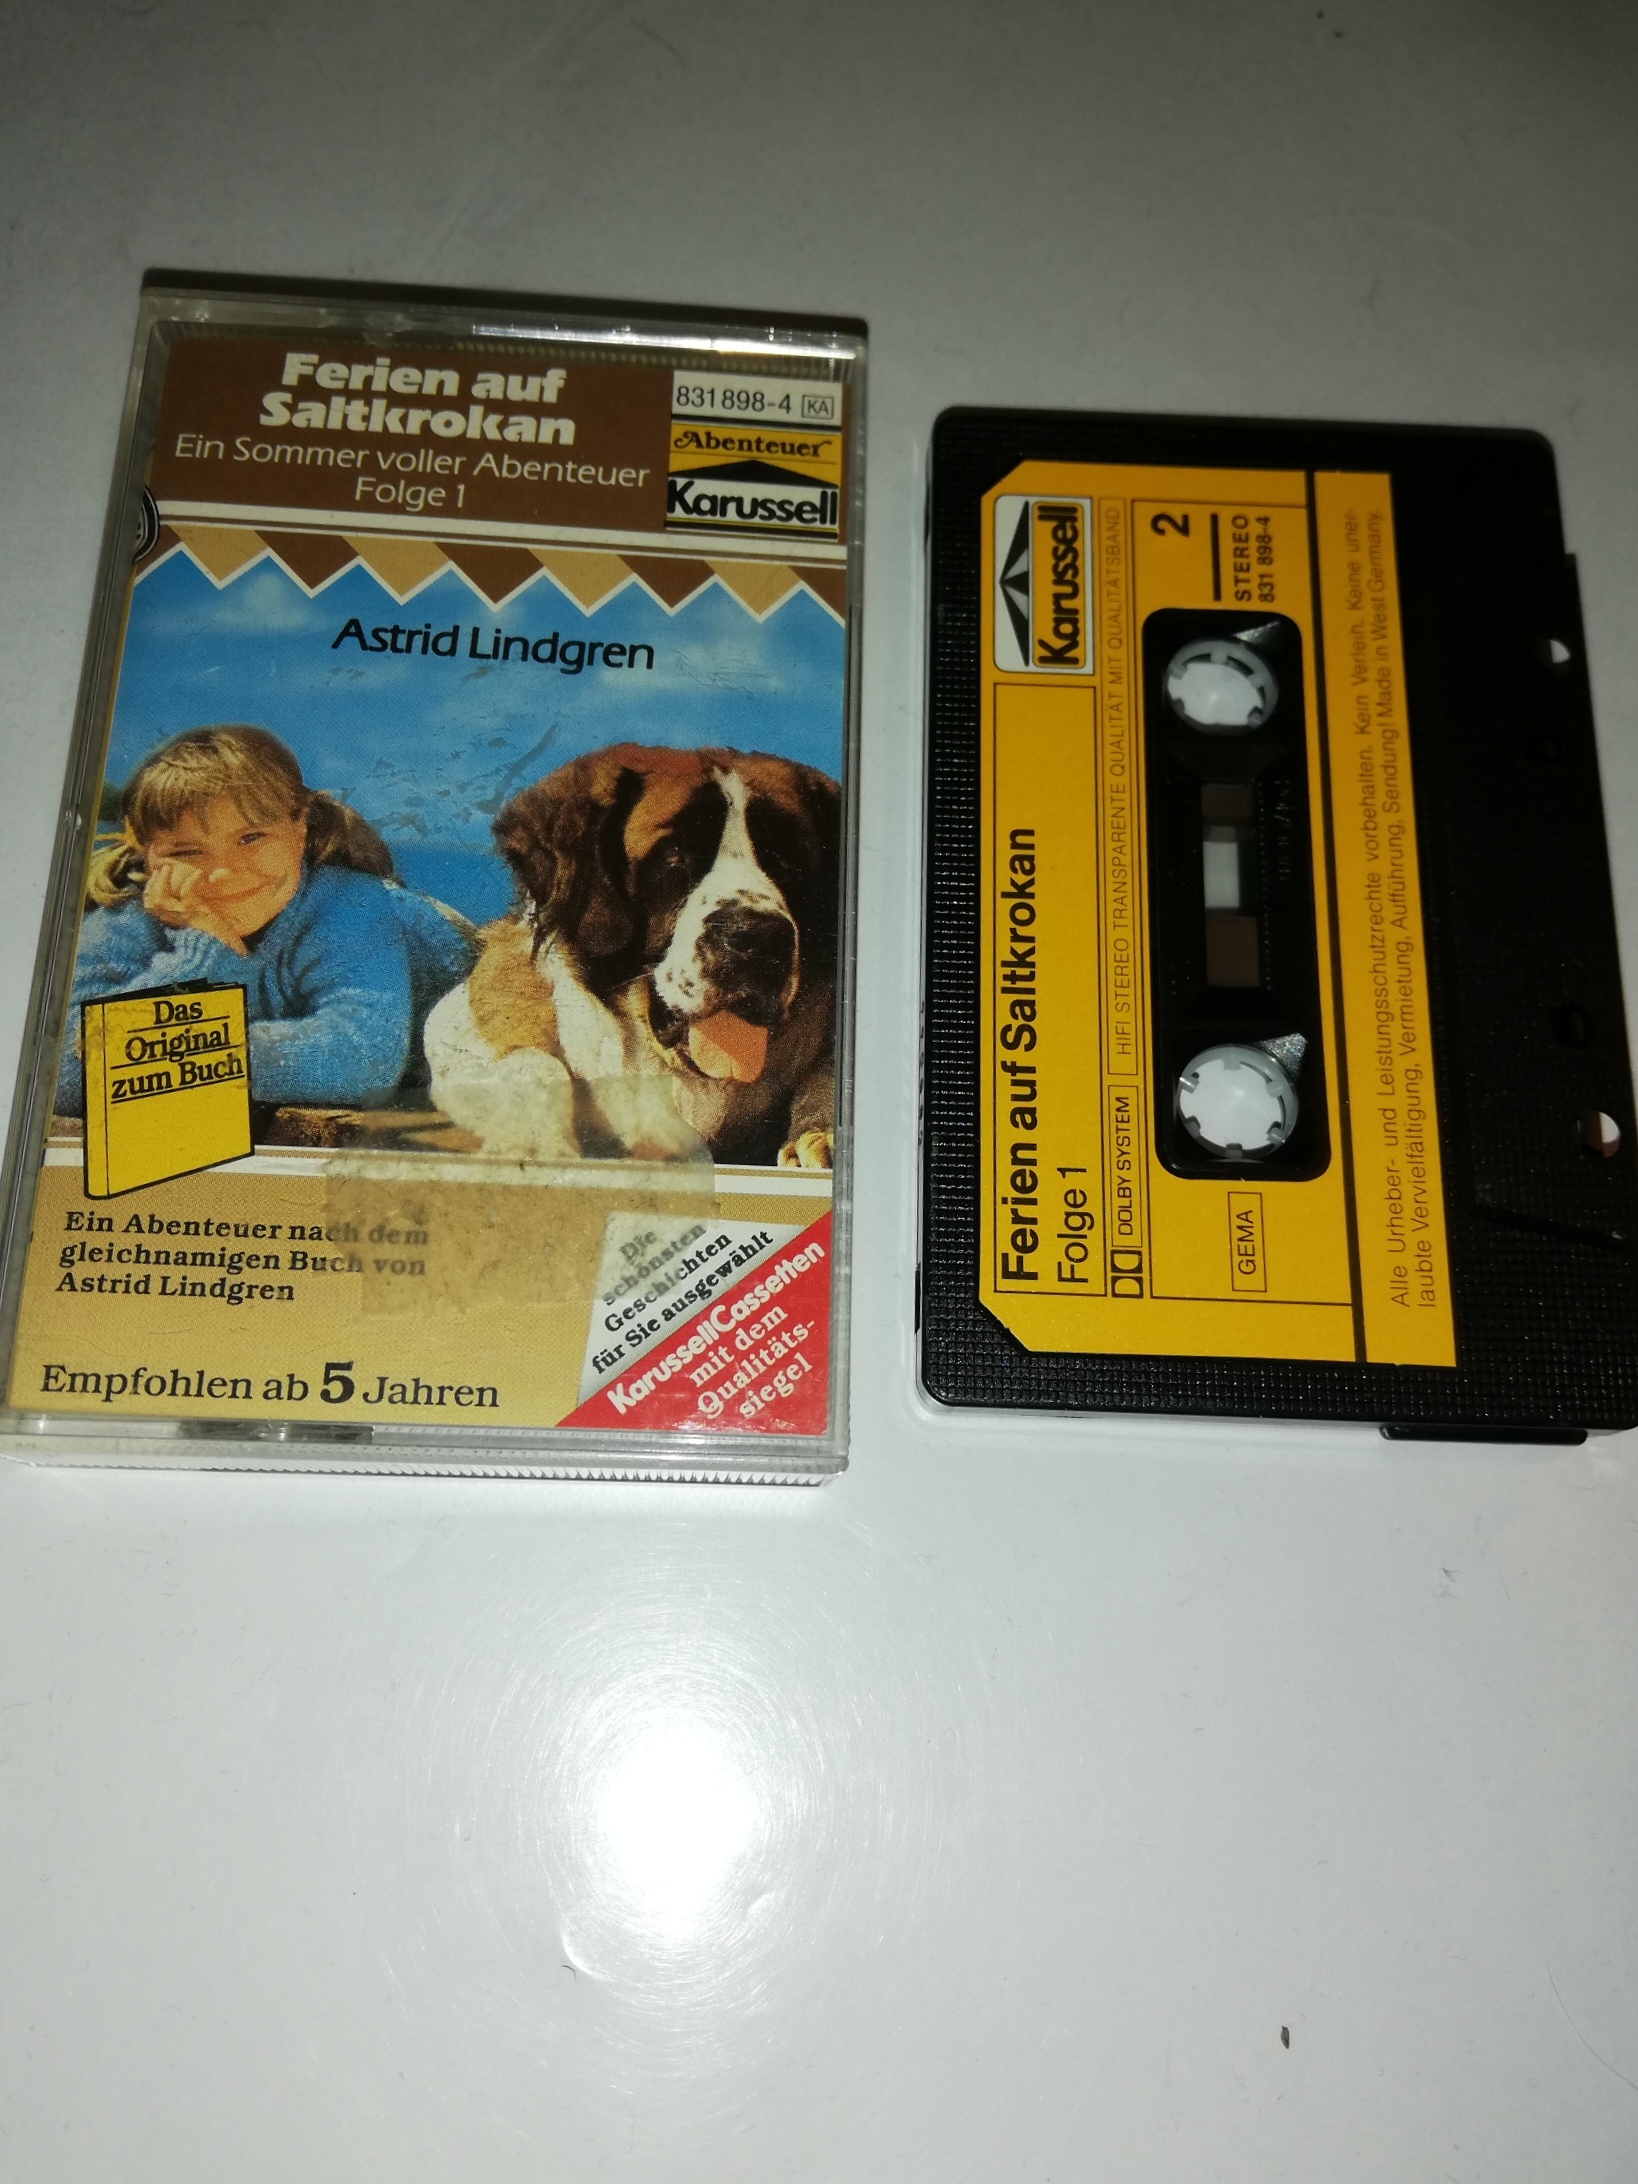 Ferien auf
Saltkrokan
Ein Sommer voller Abenteuer
Folge 1
831 898-4 KA
Abenteuer
Karussell
Astrid Lindgren
Das
Original
zum Buch
Ein Abenteuer nach dem
gleichnamigen Buch von
Astrid Lindgren
Empfohlen ab 5 Jahren
Die
schönsten
Geschichten
für Sie ausgewählt
KarussellCassetten
mit dem
Qualitäts-
siegel
Karussell
Ferien auf Saltkrokan
Folge 1
DOLBY SYSTEM
HIFI STEREO TRANSPARENTE QUALITÄT MIT QUALITÄTSBAND
2
STEREO
831 898-4
GEMA
Alle Urheber- und Leistungsschutzrechte vorbehalten. Kein Verleih. Keine uner-
laubte Vervielfältigung, Vermietung, Aufführung, Sendung! Made in West Germany.